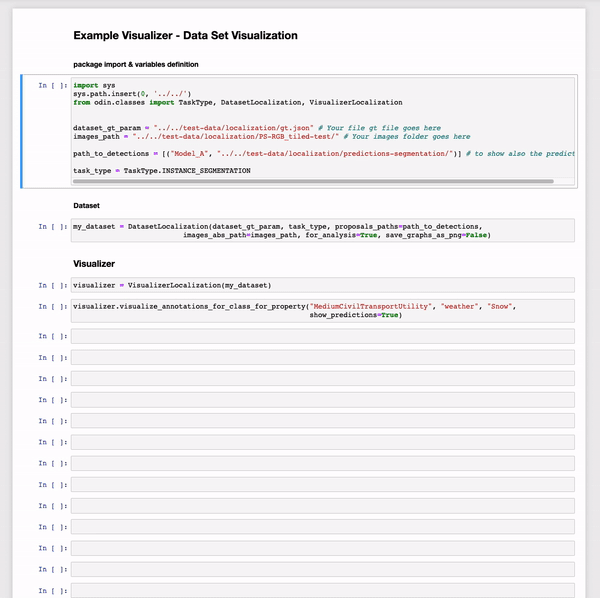 Example Visualizer - Data Set Visualization
package import & variables definition
In [ ]: import sys
sys.path.insert(0, '../../')
from odin.classes import TaskType, DatasetLocalization, VisualizerLocalization
dataset_gt_param = "../../test-data/localization/gt.json" # Your file gt file goes here
images_path = "../../test-data/localization/PS-RGB_tiled-test/" # Your images folder goes here
path_to_detections = [("Model_A", "../../test-data/localization/predictions-segmentation/")] # to show also the predict
task_type = TaskType.INSTANCE_SEGMENTATION
Dataset
In [ ]: my_dataset = DatasetLocalization(dataset_gt_param, task_type, proposals_paths=path_to_detections,
images_abs_path=images_path, for_analysis=True, save_graphs_as_png=False)
Visualizer
In [ ]: visualizer = VisualizerLocalization(my_dataset)
In [ ]: visualizer.visualize_annotations_for_class_for_property("MediumCivilTransportUtility", "weather", "Snow",
show_predictions=True)
In [ ]:
In [ ]:
In [ ]:
In [ ]:
In [ ]:
In [ ]:
In [ ]:
In [ ]:
In [ ]:
In [ ]:
In [ ]:
In [ ]:
In [ ]: